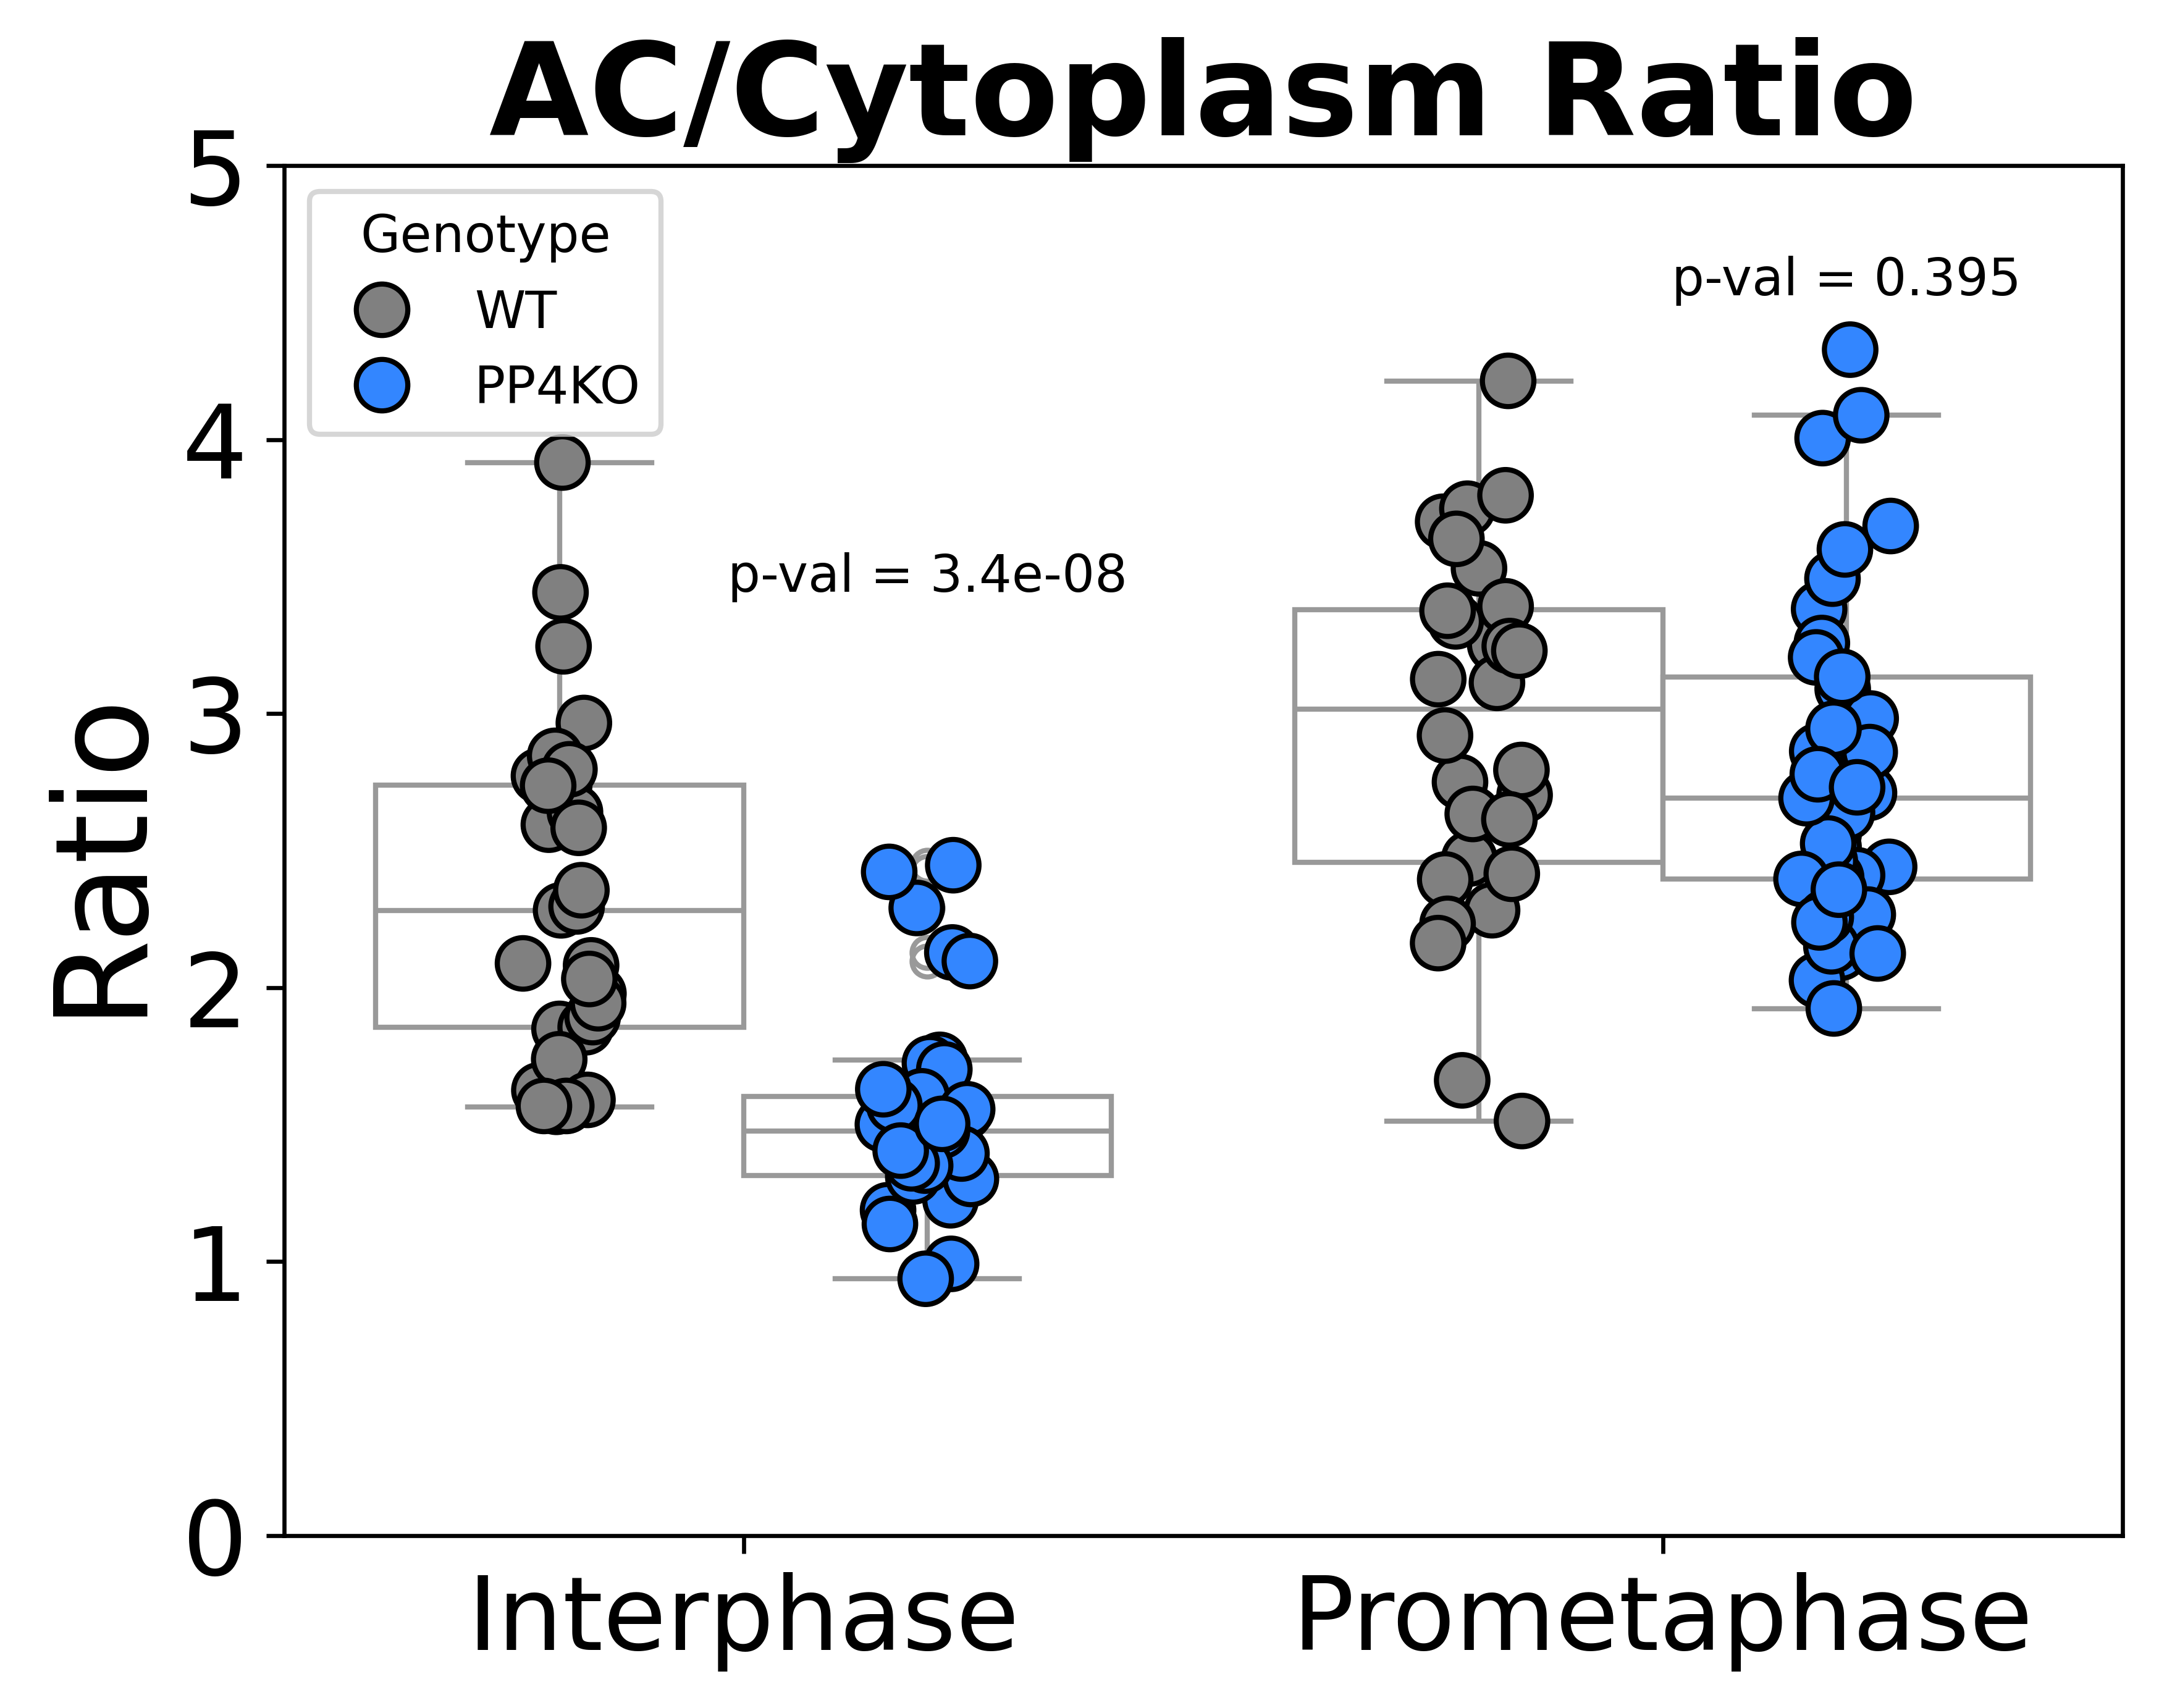 AC/Cytoplasm Ratio
Ratio
5
4
3
2
1
0
Genotype
WT
PP4KO
p-val = 3.4e-08
p-val = 0.395
Interphase
Prometaphase